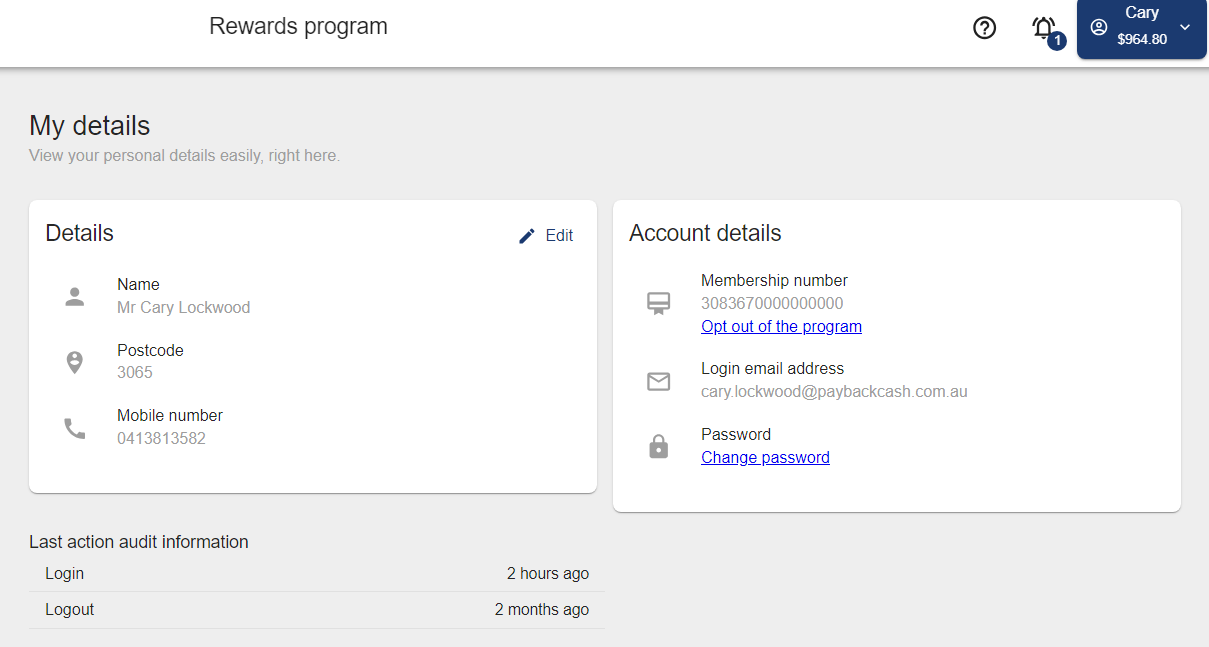 Rewards program
1
Cary
$964.80
My details
View your personal details easily, right here.
Details
Edit
Name
Mr Cary Lockwood
Postcode
3065
Mobile number
0413813582
Account details
Membership number
3083670000000000
Opt out of the program
Login email address
cary.lockwood@paybackcash.com.au
Password
Change password
Last action audit information
Login 2 hours ago
Logout 2 months ago